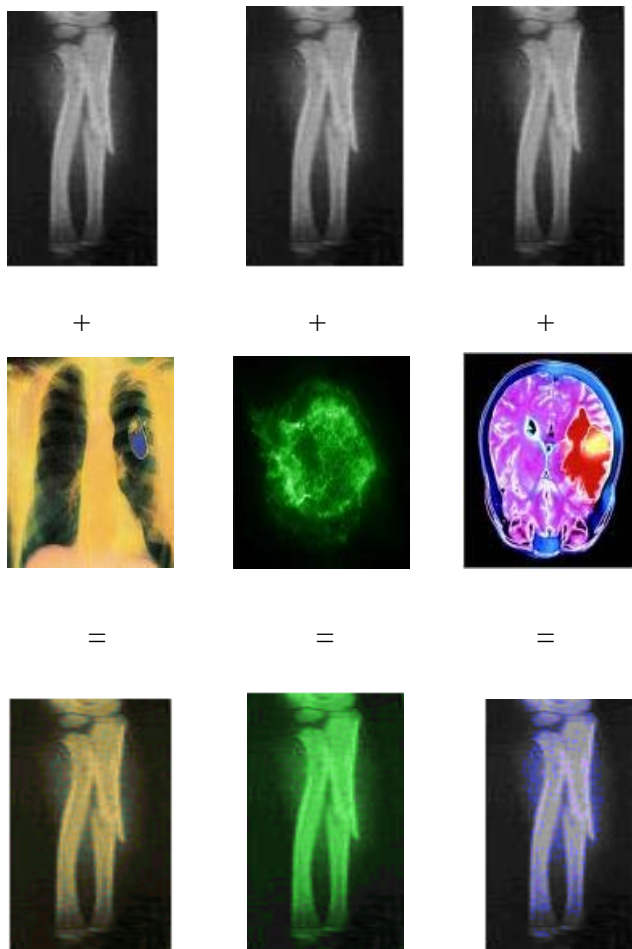 + + +
= = =